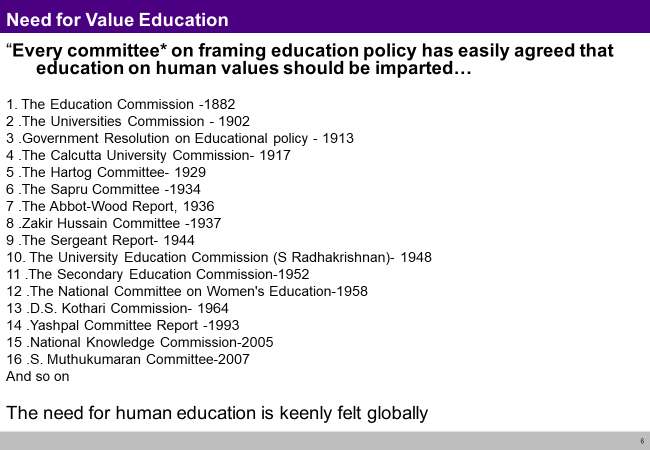 Need for Value Education
“Every committee* on framing education policy has easily agreed that
education on human values should be imparted…
1. The Education Commission -1882
2 .The Universities Commission - 1902
3 .Government Resolution on Educational policy - 1913
4 .The Calcutta University Commission- 1917
5 .The Hartog Committee- 1929
6 .The Sapru Committee -1934
7 .The Abbot-Wood Report, 1936
8 .Zakir Hussain Committee -1937
9 .The Sergeant Report- 1944
10. The University Education Commission (S Radhakrishnan)- 1948
11 .The Secondary Education Commission-1952
12 .The National Committee on Women's Education-1958
13 .D.S. Kothari Commission- 1964
14 .Yashpal Committee Report -1993
15 .National Knowledge Commission-2005
16 .S. Muthukumaran Committee-2007
And so on
The need for human education is keenly felt globally
6